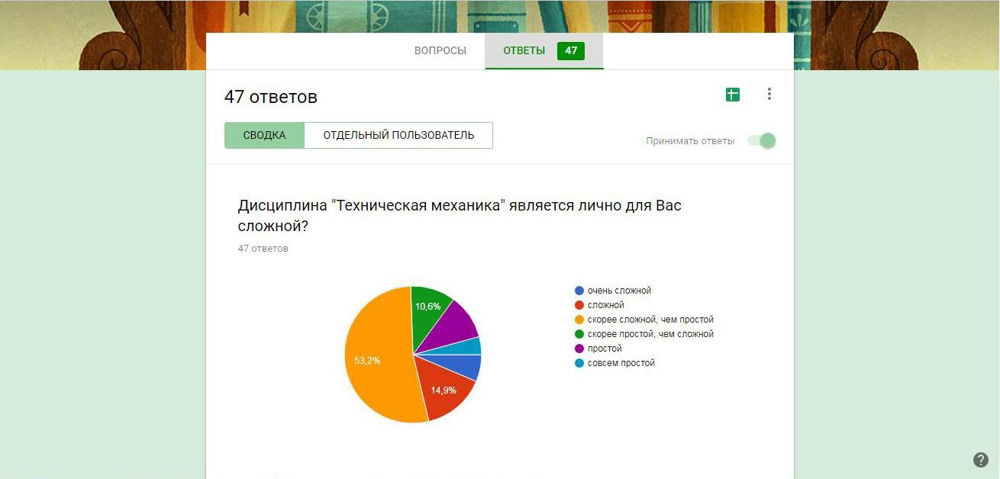 ВОПРОСЫ
ОТВЕТЫ 47
47 ответов
СВОДКА
ОТДЕЛЬНЫЙ ПОЛЬЗОВАТЕЛЬ
Принимать ответы
Дисциплина "Техническая механика" является лично для Вас
сложной?
47 ответов
10,6%
53,2%
14,9%
очень сложной
сложной
скорее сложной, чем простой
скорее простой, чем сложной
простой
совсем простой
?